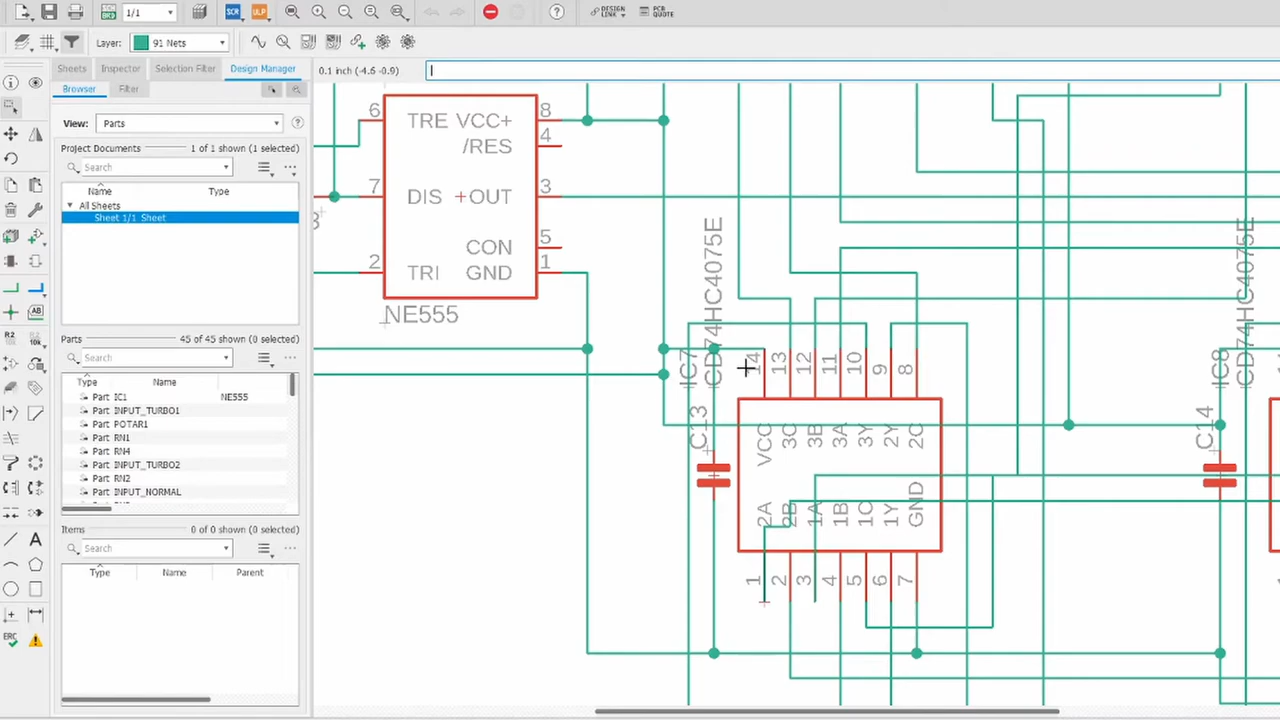 1/1
SCR ULP
DESIGN LINK
PCB QUOTE
Layer: 91 Nets
Sheets Inspector Selection Filter Design Manager
0.1 inch (-4.6 -0.9)
Browser Filter
View: Parts
Project Documents 1 of 1 shown (1 selected)
Search
Name Type
All Sheets
Sheet 1/1 Sheet
Parts 45 of 45 shown (0 selected)
Search
Type Name
Part IC1 NE555
Part INPUT_TURBO1
Part POTAR1
Part RN1
Part RN4
Part INPUT_TURBO2
Part RN2
Part INPUT_NORMAL
Items 0 of 0 shown (0 selected)
Search
Type Name Parent
R2
10k
ERC
6 TRE VCC+ 8
/RES 4
7 DIS +OUT 3
CON 5
2 TRI GND 1
NE555
IC7
CD74HC4075E
C13
14 13 12 11 10 9 8
VCC 3C 3B 3A 3Y 2Y 2C
2A 2B 1A 1B 1C 1Y GND
1 2 3 4 5 6 7
IC8
CD74HC4075E
C14